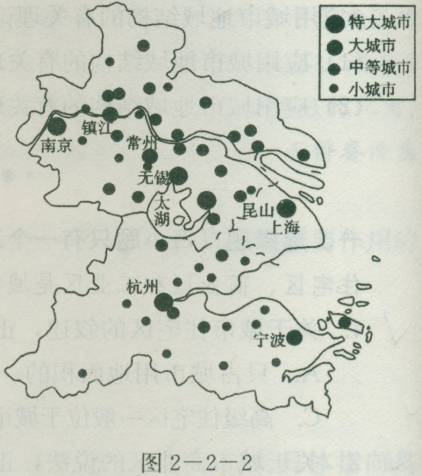 特大城市
大城市
中等城市
小城市
镇江
南京
常州
无锡
太
湖
昆山
上海
杭州
宁波
图2-2-2